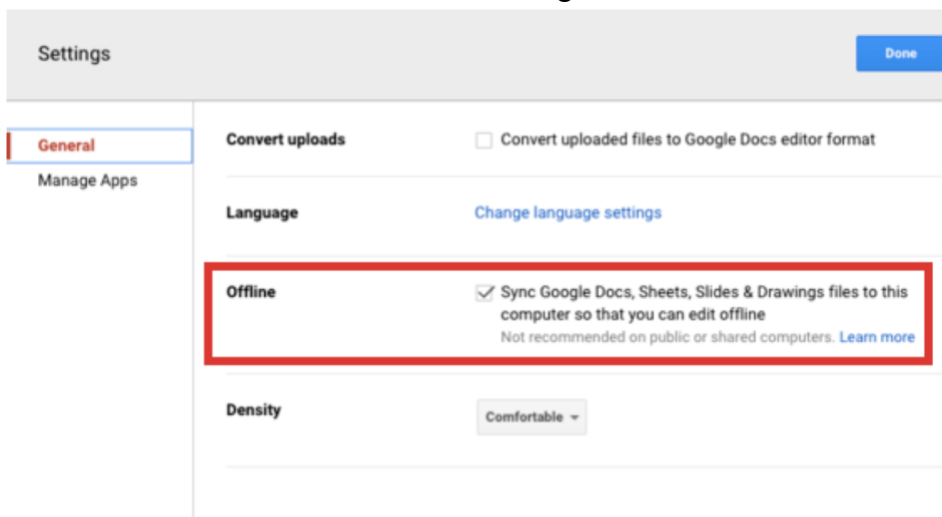 Settings
Done
General
Manage Apps
Convert uploads
Convert uploaded files to Google Docs editor format
Language
Change language settings
Offline
Sync Google Docs, Sheets, Slides & Drawings files to this
computer so that you can edit offline
Not recommended on public or shared computers. Learn more
Density
Comfortable